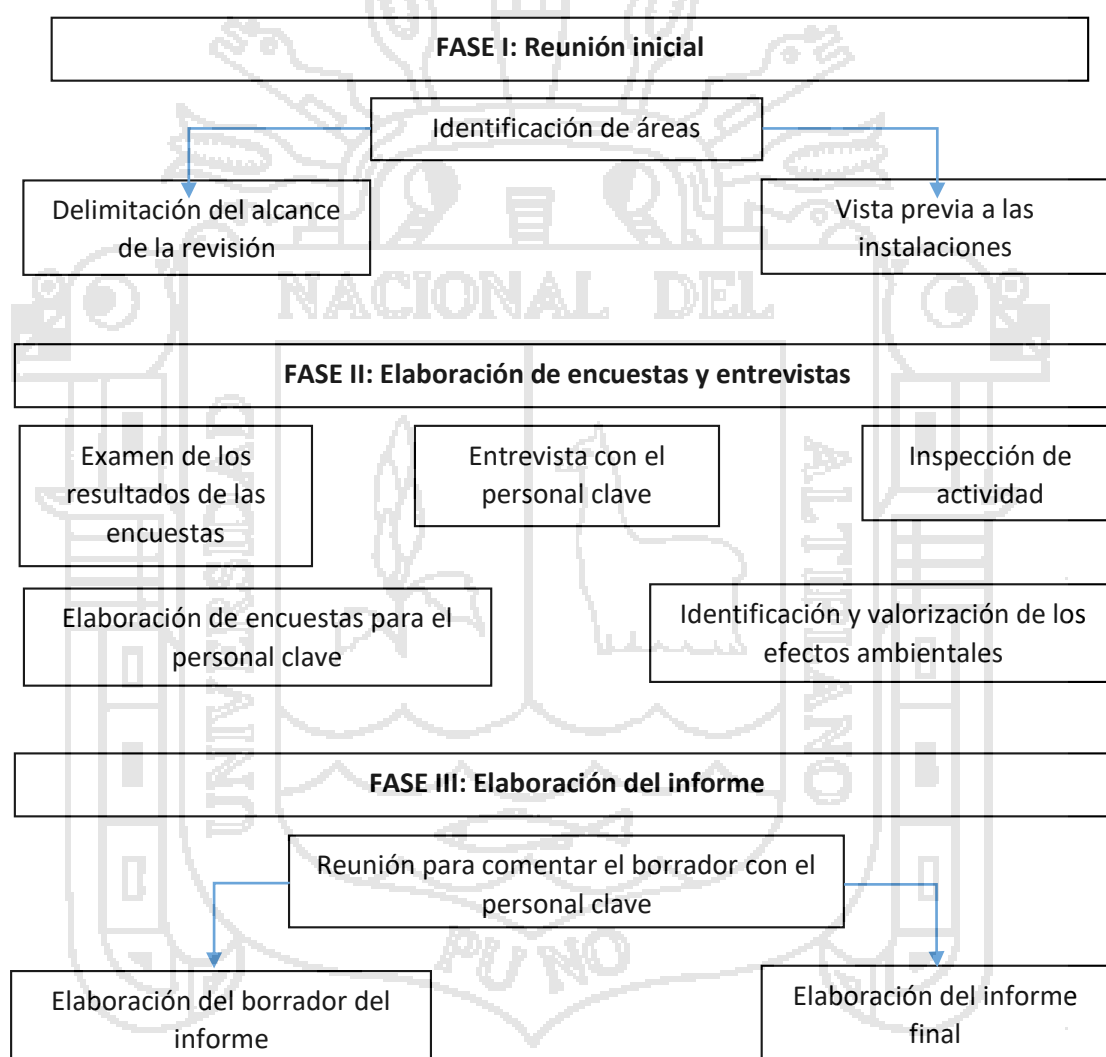 FASE I: Reunión inicial
Identificación de áreas
Delimitación del alcance
de la revisión
Vista previa a las
instalaciones
NACIONAL DEL
FASE II: Elaboración de encuestas y entrevistas
Examen de los
resultados de las
encuestas
Entrevista con el
personal clave
Inspección de
actividad
UNIVERSIDAD
ALTIPLANO
Elaboración de encuestas para el
personal clave
Identificación y valorización de los
efectos ambientales
FASE III: Elaboración del informe
Reunión para comentar el borrador con el
personal clave
PUNO
Elaboración del borrador del
informe
Elaboración del informe
final